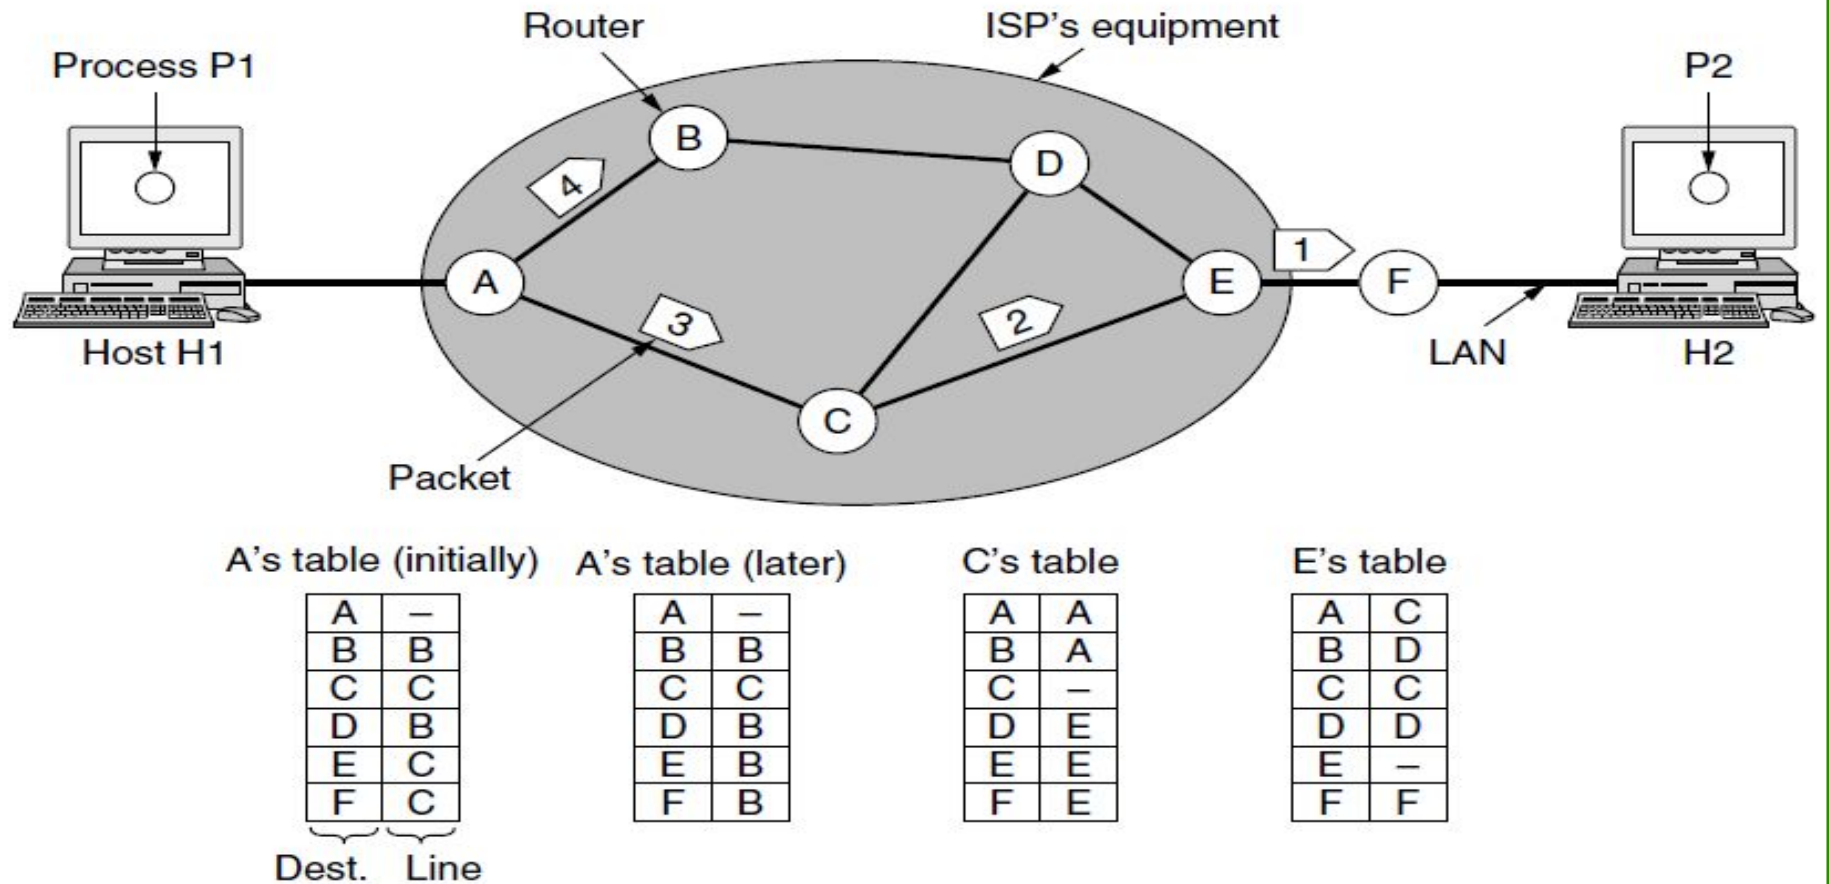 Router
ISP's equipment
Process P1
P2
B
D
4
A
E
1
F
3
2
C
Host H1
LAN
H2
Packet
A's table (initially)
A –
B B
C C
D B
E C
F C
Dest. Line
A's table (later)
A –
B B
C C
D B
E B
F B
C's table
A A
B A
C –
D E
E E
F E
E's table
A C
B D
C C
D D
E –
F F